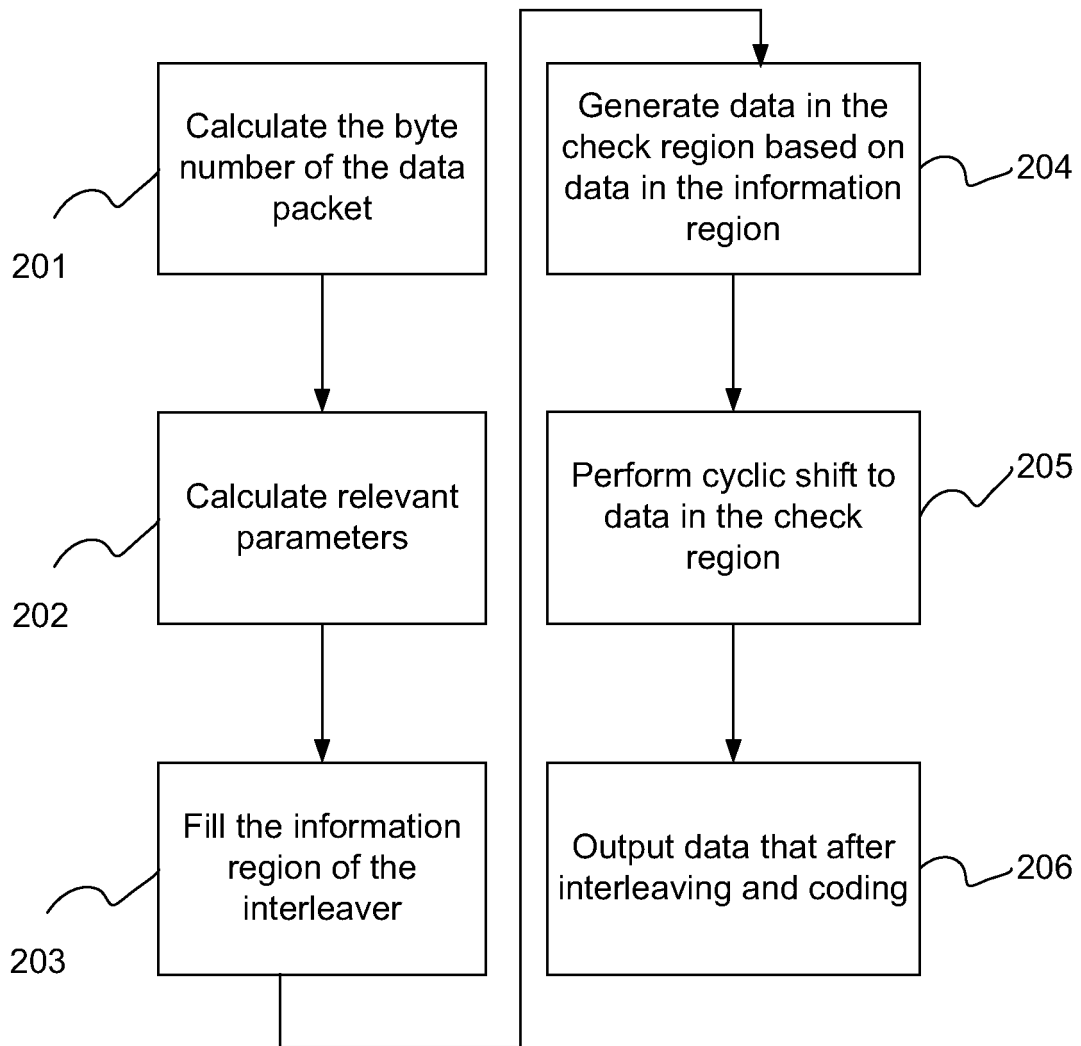 Calculate the byte
number of the data
packet
201
Calculate relevant
parameters
202
Fill the information
region of the
interleaver
203
Generate data in the
check region based on
data in the information
region
204
Perform cyclic shift to
data in the check
region
205
Output data that after
interleaving and coding
206